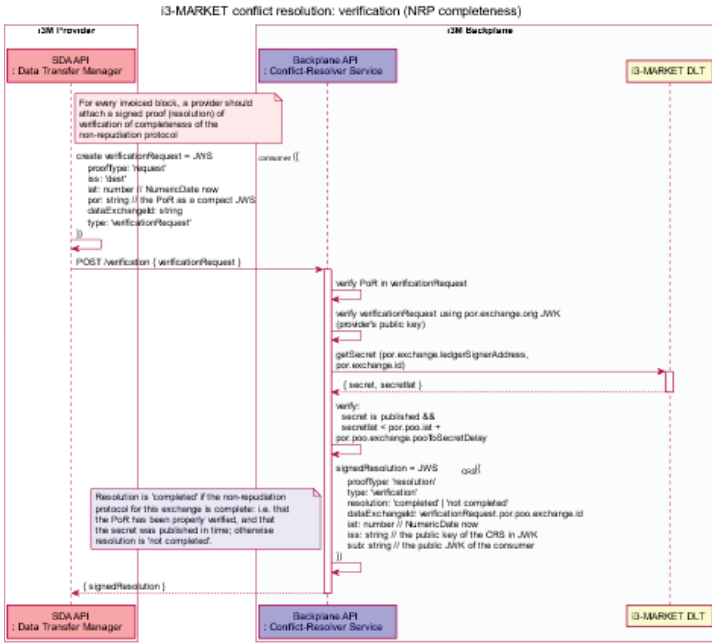 i3-MARKET conflict resolution: verification (NRP completeness)
i3M Provider
i3M Backplane
SDA API
: Data Transfer Manager
Backplane API
: Conflict-Resolver Service
i3-MARKET DLT
For every invoiced block, a provider should
attach a signed proof (resolution) of
verification of completeness of the
non-repudiation protocol
create verificationRequest = JWS consumer ({
proofType: 'request'
iss: 'dest'
iat: number // NumericDate now
por: string // the PoR as a compact JWS
dataExchangeId: string
type: 'verificationRequest'
})
POST /verification { verificationRequest }
verify PoR in verificationRequest
verify verificationRequest using por.exchange.orig JWK
(provider's public key)
getSecret (por.exchange.ledgerSignerAddress,
por.exchange.id)
{ secret, secretIat }
verify:
secret is published &&
secretIat < por.poo.iat +
por.poo.exchange.pooToSecretDelay
signedResolution = JWS CRS({
proofType: 'resolution'
type: 'verification'
resolution: 'completed' | 'not completed'
dataExchangeId: verificationRequest.por.poo.exchange.id
iat: number // NumericDate now
iss: string // the public key of the CRS in JWK
sub: string // the public JWK of the consumer
})
Resolution is 'completed' if the non-repudiation
protocol for this exchange is complete: i.e. that
the PoR has been properly verified, and that
the secret was published in time; otherwise
resolution is 'not completed'.
{ signedResolution }
SDA API
: Data Transfer Manager
Backplane API
: Conflict-Resolver Service
i3-MARKET DLT